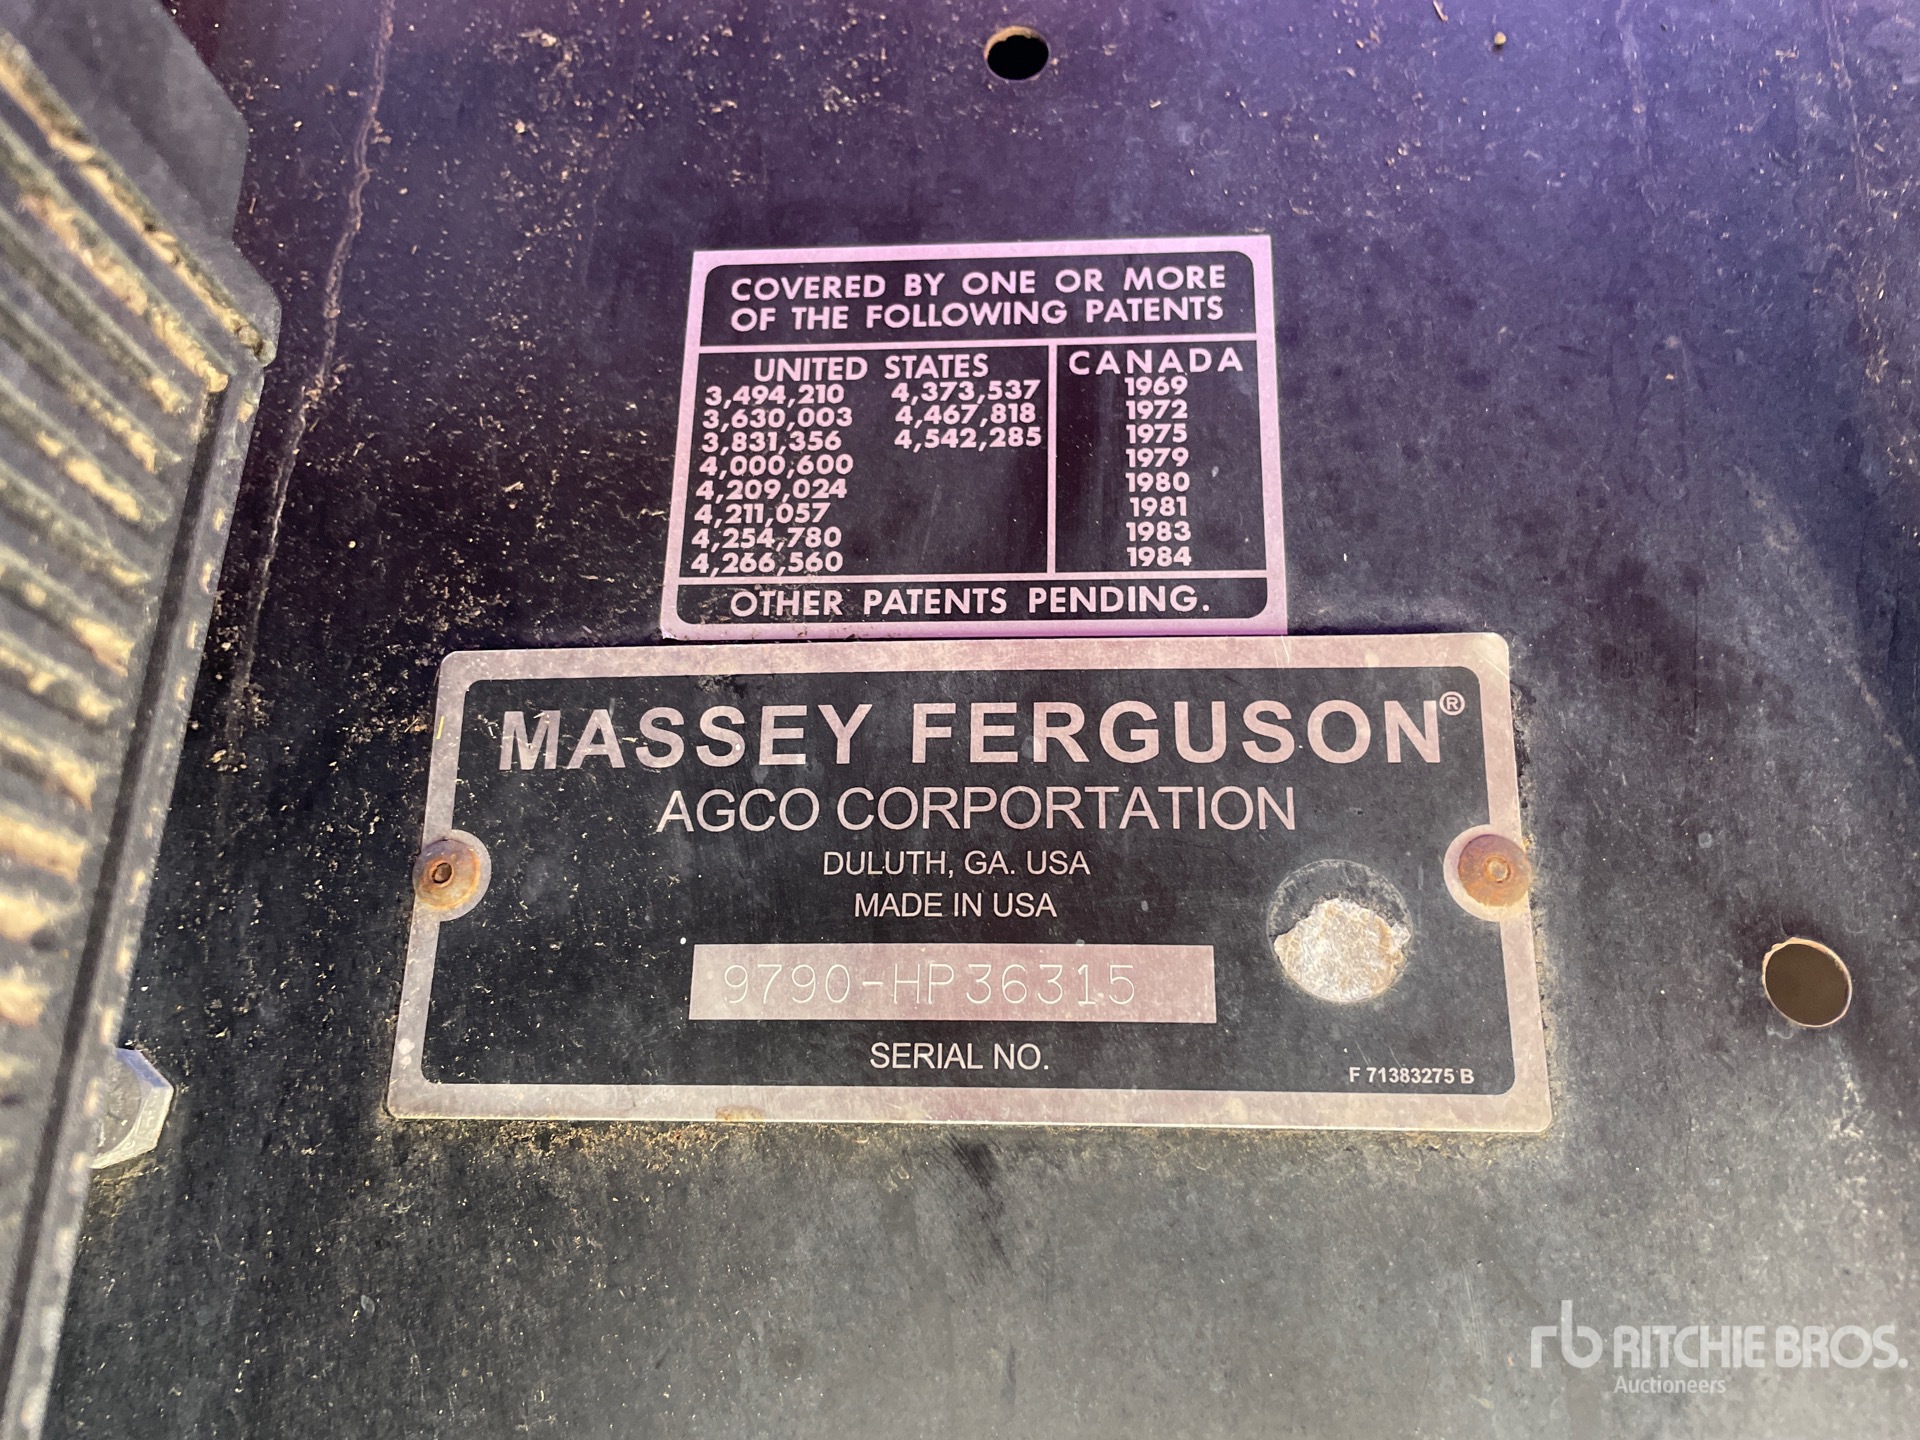 COVERED BY ONE OR MORE
OF THE FOLLOWING PATENTS
UNITED STATES CANADA
3,494,210 4,373,537 1969
3,630,003 4,467,818 1972
3,831,356 4,542,285 1975
4,000,600 1979
4,209,024 1980
4,211,057 1981
4,254,780 1983
4,266,560 1984
OTHER PATENTS PENDING.
MASSEY FERGUSON®
AGCO CORPORTATION
DULUTH, GA. USA
MADE IN USA
9790-HP36315
SERIAL NO.
F 71383275 B
rb RITCHIE BROS.
Auctioneers